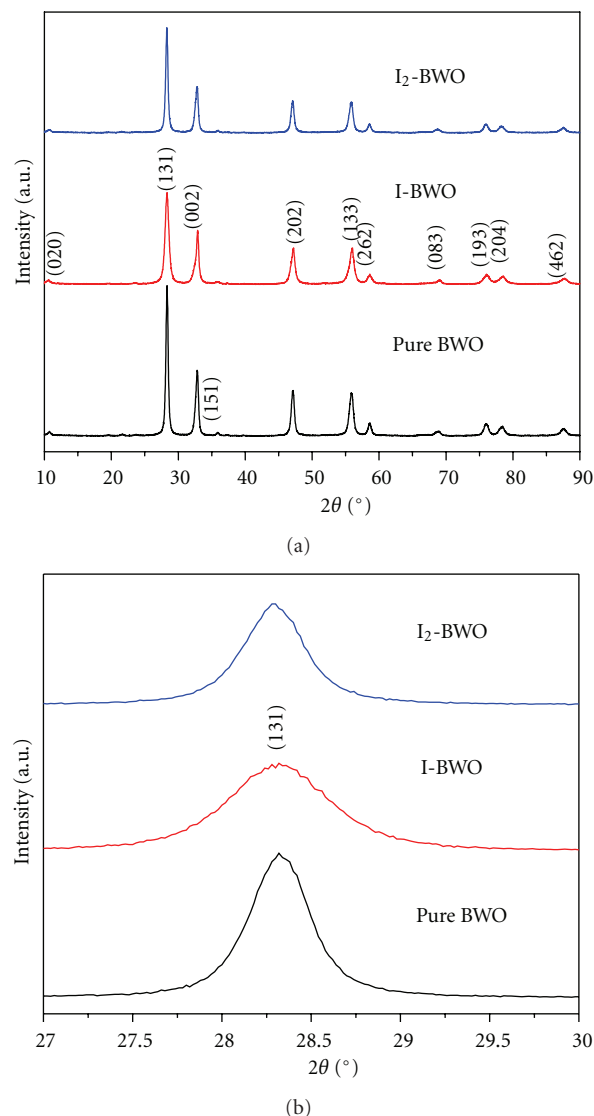 I₂-BWO
I-BWO
Pure BWO
(020)
(131)
(002)
(151)
(202)
(133)
(262)
(083)
(193)
(204)
(462)
Intensity (a.u.)
10 20 30 40 50 60 70 80 90
2θ (°)
(a)
I₂-BWO
(131)
I-BWO
Pure BWO
Intensity (a.u.)
27 27.5 28 28.5 29 29.5 30
2θ (°)
(b)